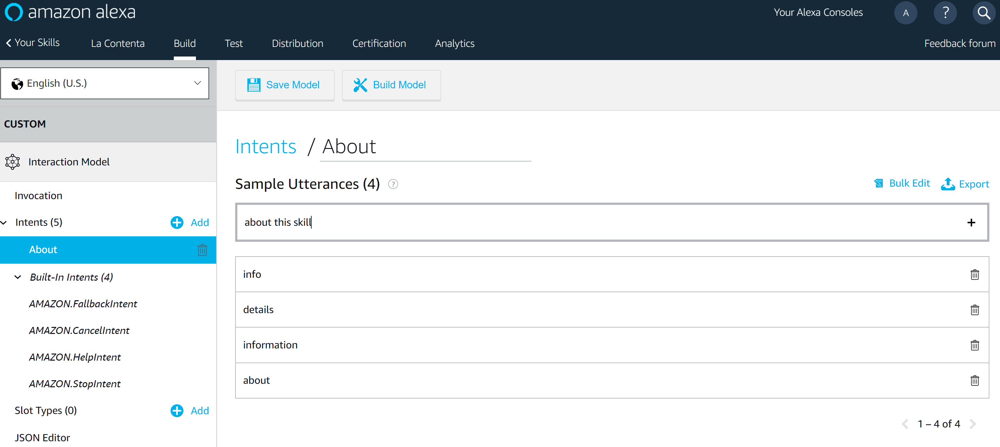 amazon alexa
Your Alexa Consoles
A
?
Your Skills
La Contenta
Build
Test
Distribution
Certification
Analytics
Feedback forum
English (U.S.)
Save Model
Build Model
CUSTOM
Interaction Model
Invocation
Intents (5)
Add
About
Built-In Intents (4)
AMAZON.FallbackIntent
AMAZON.CancelIntent
AMAZON.HelpIntent
AMAZON.StopIntent
Slot Types (0)
Add
JSON Editor
Intents / About
Sample Utterances (4) ?
Bulk Edit
Export
about this skill
+
info
details
information
about
1 – 4 of 4